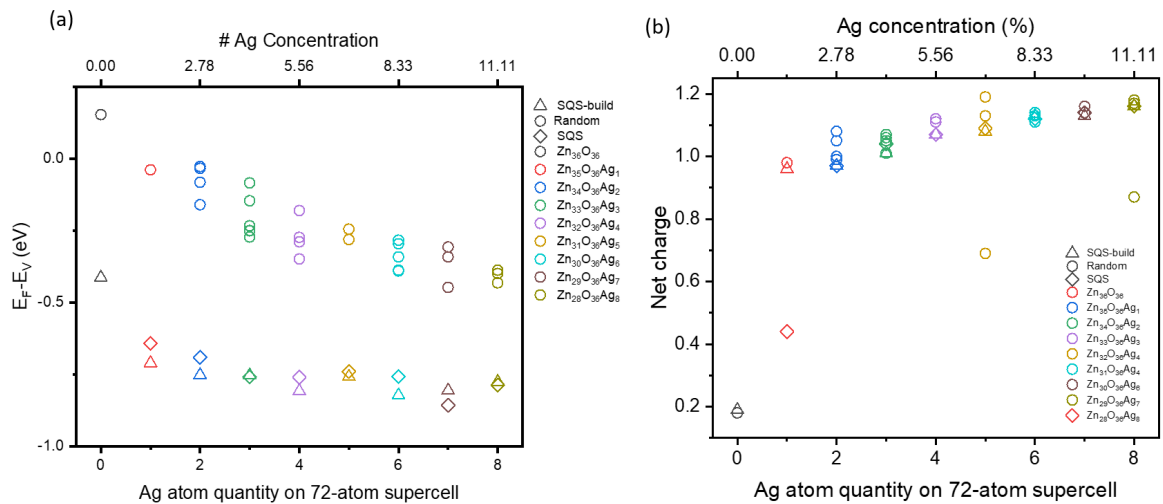 (a)
# Ag Concentration
0.00 2.78 5.56 8.33 11.11
E_F-E_V (eV)
0.0
-0.5
-1.0
0 2 4 6 8
Ag atom quantity on 72-atom supercell
SQS-build
Random
SQS
Zn₃₆O₃₆
Zn₃₅O₃₆Ag₁
Zn₃₄O₃₆Ag₂
Zn₃₃O₃₆Ag₃
Zn₃₂O₃₆Ag₄
Zn₃₁O₃₆Ag₅
Zn₃₀O₃₆Ag₆
Zn₂₉O₃₆Ag₇
Zn₂₈O₃₆Ag₈
(b)
Ag concentration (%)
0.00 2.78 5.56 8.33 11.11
Net charge
1.2
1.0
0.8
0.6
0.4
0.2
0 2 4 6 8
Ag atom quantity on 72-atom supercell
SQS-build
Random
SQS
Zn₃₆O₃₆
Zn₃₅O₃₆Ag₁
Zn₃₄O₃₆Ag₂
Zn₃₃O₃₆Ag₃
Zn₃₂O₃₆Ag₄
Zn₃₁O₃₆Ag₄
Zn₃₀O₃₆Ag₆
Zn₂₉O₃₆Ag₇
Zn₂₈O₃₆Ag₈